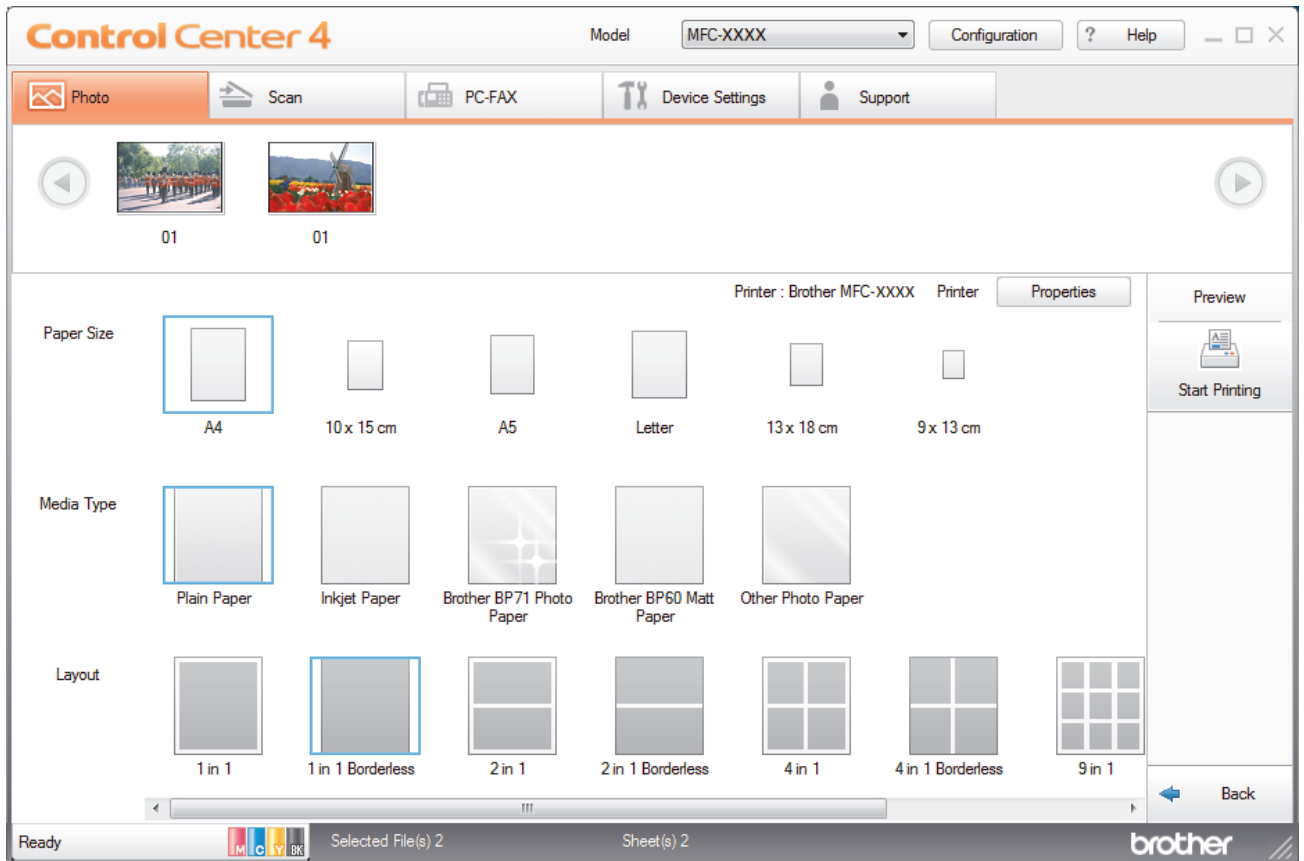 Control Center 4
Model
MFC-XXXX
Configuration
? Help
Photo
Scan
PC-FAX
Device Settings
Support
01
01
Printer : Brother MFC-XXXX Printer
Properties
Preview
Start Printing
Paper Size
A4
10 x 15 cm
A5
Letter
13 x 18 cm
9 x 13 cm
Media Type
Plain Paper
Inkjet Paper
Brother BP71 Photo
Paper
Brother BP60 Matt
Paper
Other Photo Paper
Layout
1 in 1
1 in 1 Borderless
2 in 1
2 in 1 Borderless
4 in 1
4 in 1 Borderless
9 in 1
Back
Ready
M C Y BK
Selected File(s) 2
Sheet(s) 2
brother